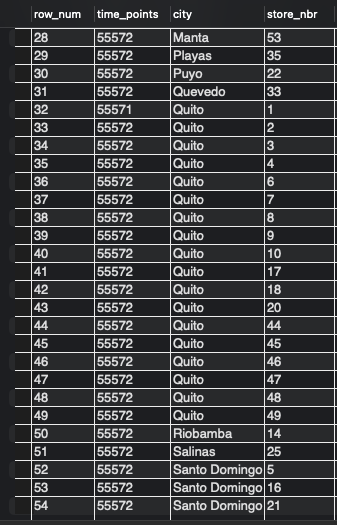 row_num time_points city store_nbr
28 55572 Manta 53
29 55572 Playas 35
30 55572 Puyo 22
31 55572 Quevedo 33
32 55571 Quito 1
33 55572 Quito 2
34 55572 Quito 3
35 55572 Quito 4
36 55572 Quito 6
37 55572 Quito 7
38 55572 Quito 8
39 55572 Quito 9
40 55572 Quito 10
41 55572 Quito 17
42 55572 Quito 18
43 55572 Quito 20
44 55572 Quito 44
45 55572 Quito 45
46 55572 Quito 46
47 55572 Quito 47
48 55572 Quito 48
49 55572 Quito 49
50 55572 Riobamba 14
51 55572 Salinas 25
52 55572 Santo Domingo 5
53 55572 Santo Domingo 16
54 55572 Santo Domingo 21